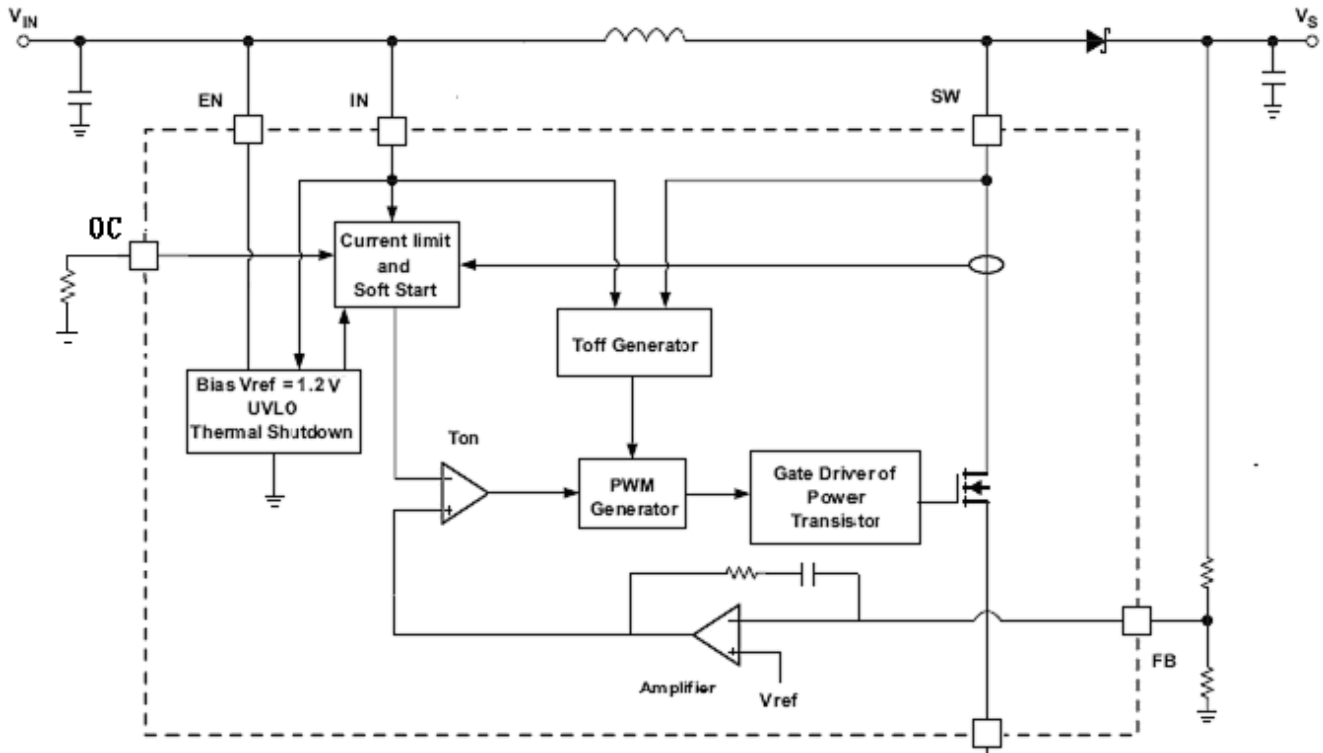 VIN
VS
EN
IN
SW
OC
Current limit
and
Soft Start
Toff Generator
Bias Vref = 1.2 V
UVLO
Thermal Shutdown
Ton
PWM
Generator
Gate Driver of
Power
Transistor
FB
Amplifier
Vref